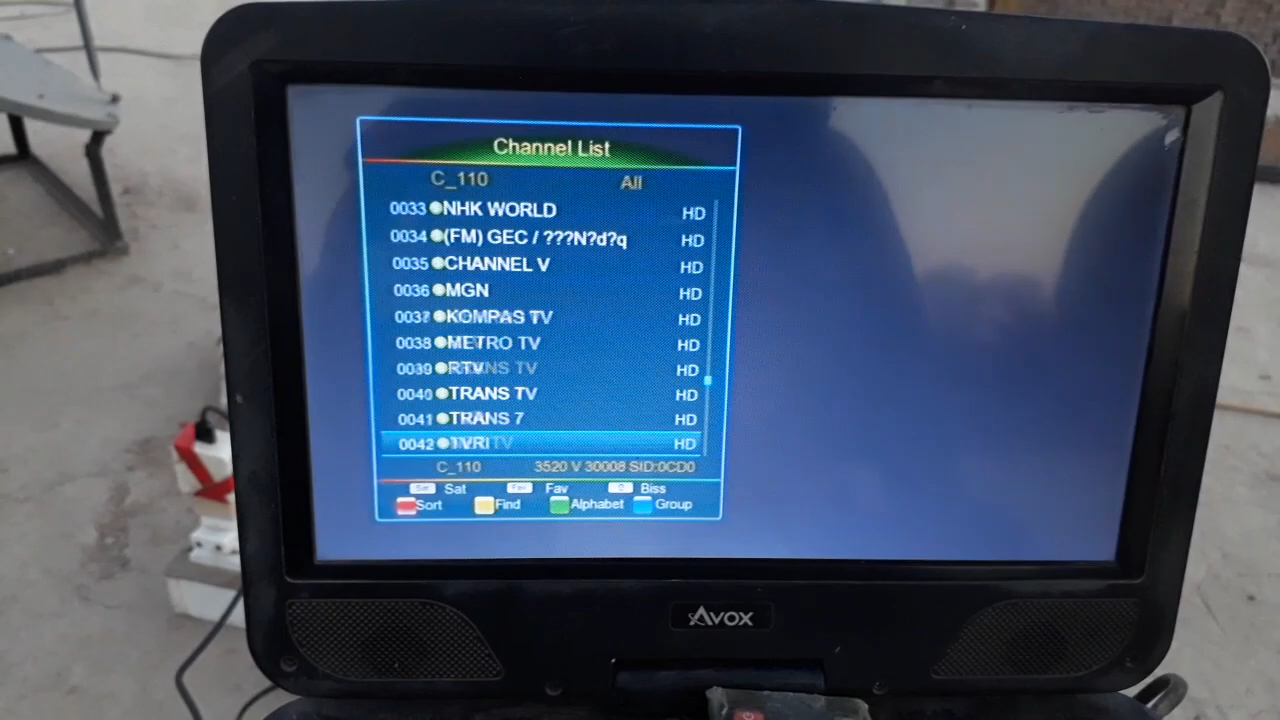 Channel List
C_110 All
0033 NHK WORLD HD
0034 (FM) GEC / ???N?d?q HD
0035 CHANNEL V HD
0036 MGN HD
0037 KOMPAS TV HD
0038 METRO TV HD
0039 RTV HD
0040 TRANS TV HD
0041 TRANS 7 HD
0042 TVRI HD
C_110 3520 V 30008 SID:0CD0
Sat Sat Fav Fav Biss
Sort Find Alphabet Group
AVOX